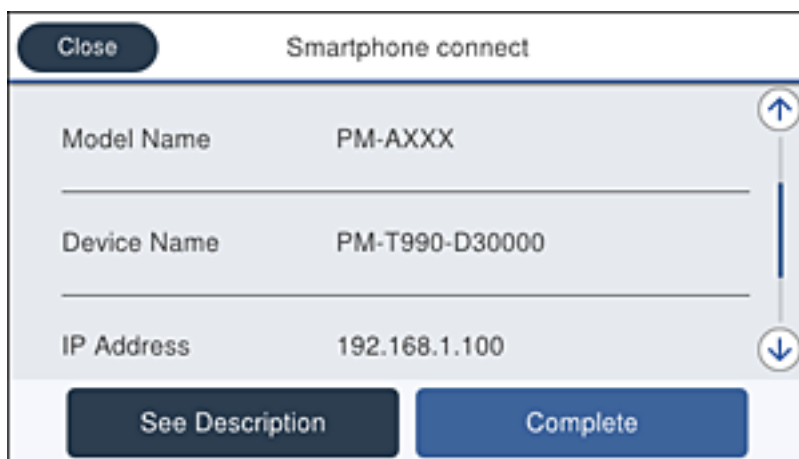 Close
Smartphone connect
Model Name PM-AXXX
Device Name PM-T990-D30000
IP Address 192.168.1.100
See Description
Complete